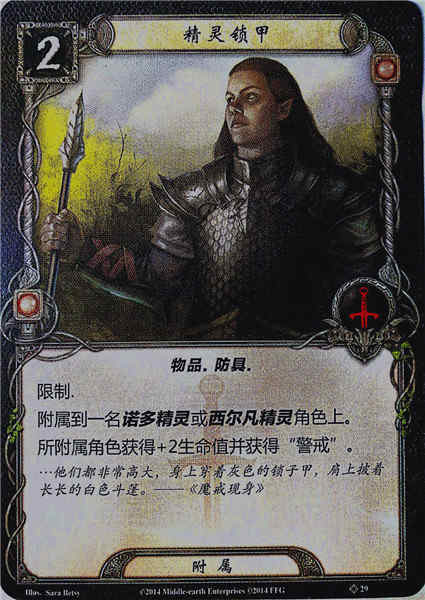 2
精灵锁甲
物品. 防具.
限制.
附属到一名诺多精灵或西尔凡精灵角色上。
所附属角色获得+2生命值并获得“警戒”。
…他们都非常高大，身上穿着灰色的锁子甲，肩上披着
长长的白色斗莲。——《魔戒现身》
附属
Illus. Sara Betsy
©2014 Middle-earth Enterprises ©2014 FFG
29